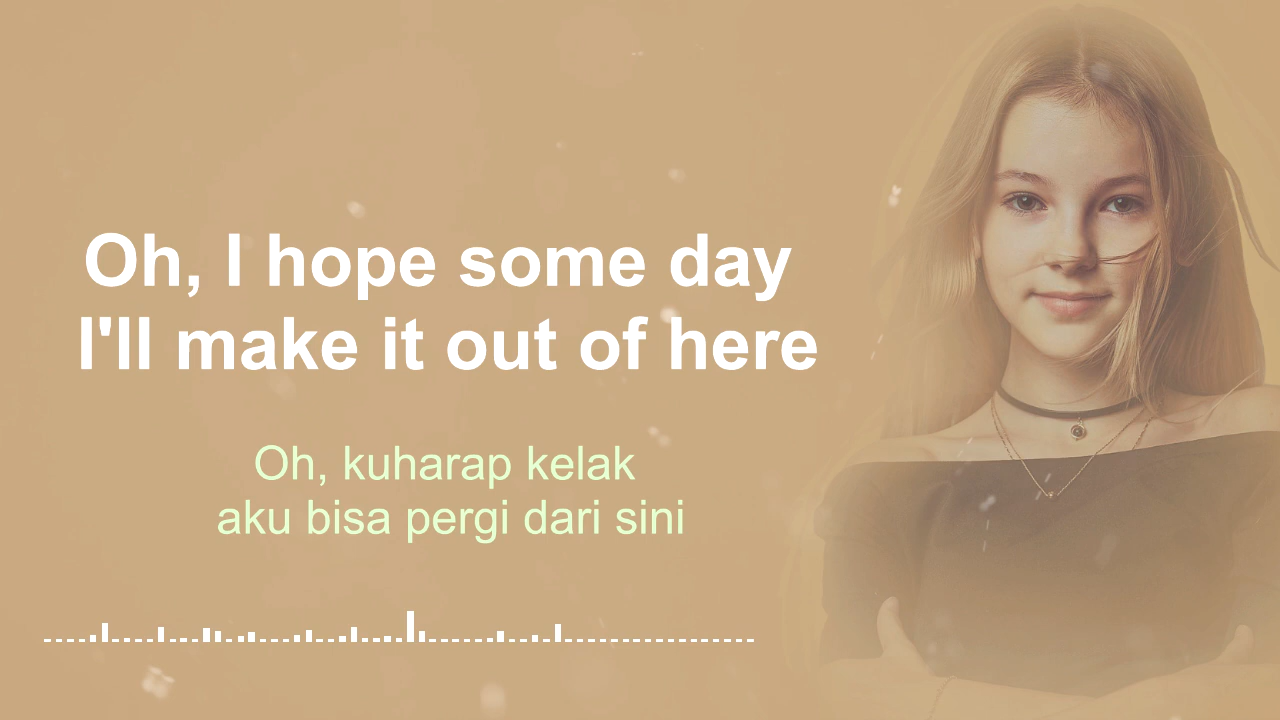 Oh, I hope some day
I'll make it out of here
Oh, kuharap kelak
aku bisa pergi dari sini